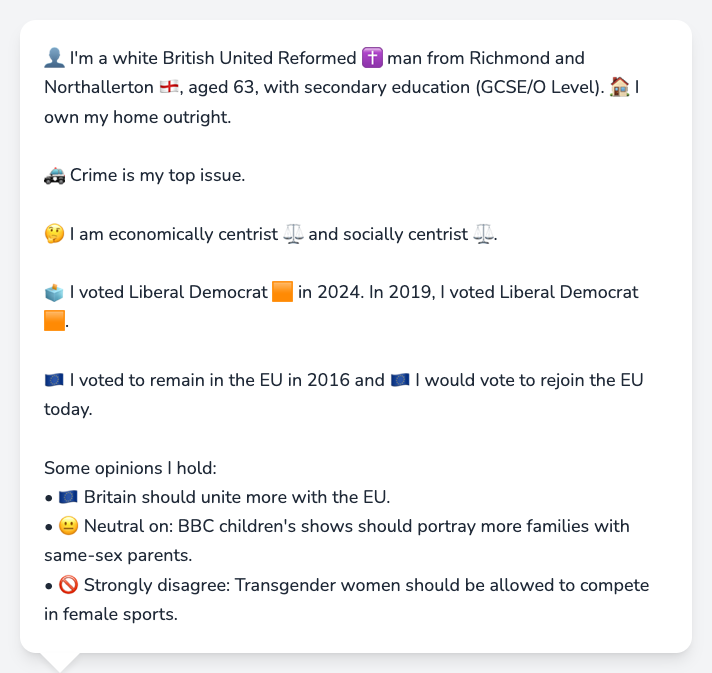 👤 I'm a white British United Reformed ✝️ man from Richmond and
Northallerton 🏴󠁧󠁢󠁥󠁮󠁧󠁿, aged 63, with secondary education (GCSE/O Level). 🏠 I
own my home outright.
🚓 Crime is my top issue.
🤔 I am economically centrist ⚖️ and socially centrist ⚖️.
🗳️ I voted Liberal Democrat 🟧 in 2024. In 2019, I voted Liberal Democrat
🟧.
🇪🇺 I voted to remain in the EU in 2016 and 🇪🇺 I would vote to rejoin the EU
today.
Some opinions I hold:
• 🇪🇺 Britain should unite more with the EU.
• 😐 Neutral on: BBC children's shows should portray more families with
same-sex parents.
• 🚫 Strongly disagree: Transgender women should be allowed to compete
in female sports.